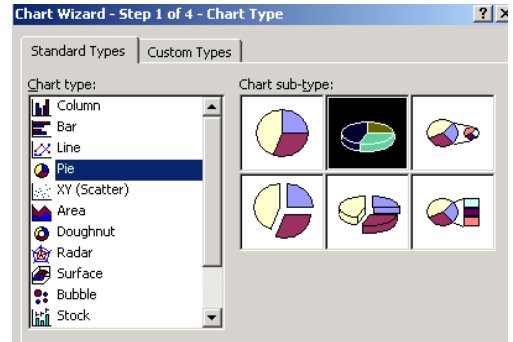 Chart Wizard - Step 1 of 4 - Chart Type
Standard Types Custom Types
Chart type: Chart sub-type:
Column
Bar
Line
Pie
XY (Scatter)
Area
Doughnut
Radar
Surface
Bubble
Stock